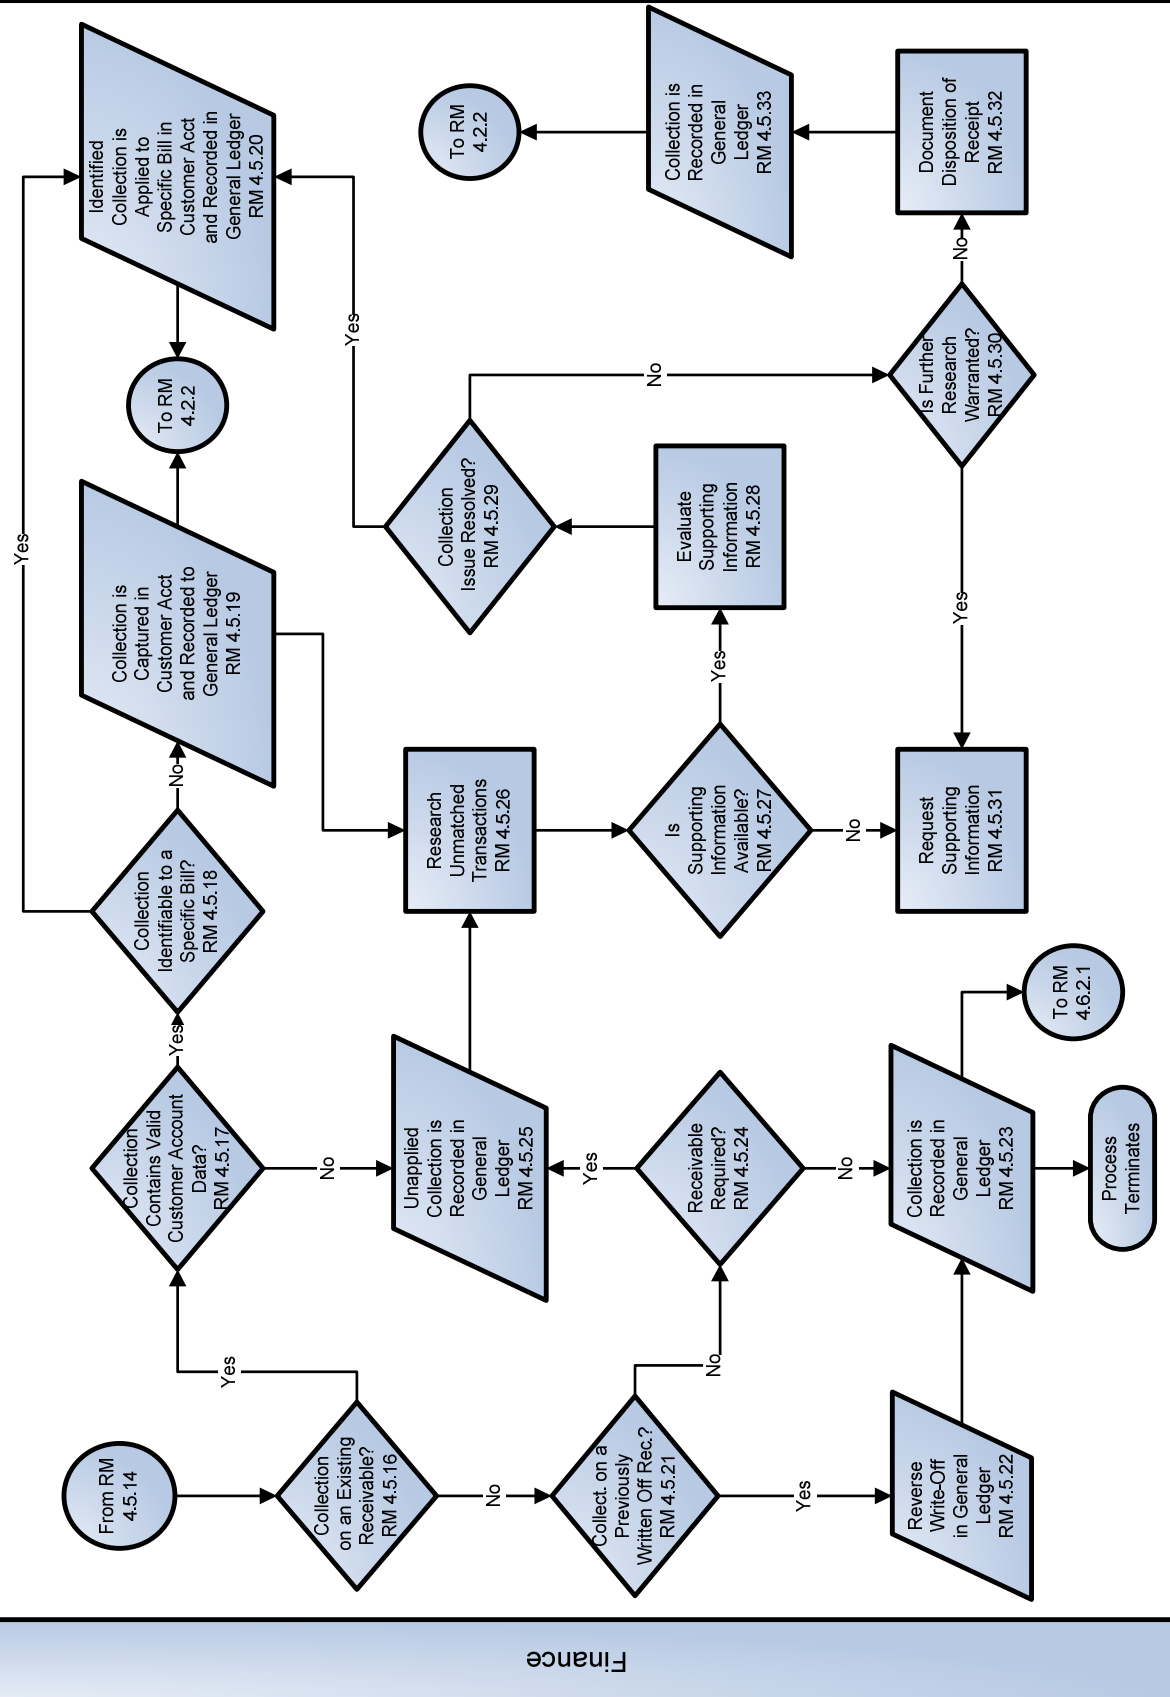 From RM
4.5.14
Collection
on an Existing
Receivable?
RM 4.5.16
Yes
No
Collection
Contains Valid
Customer Account
Data?
RM 4.5.17
Yes
No
Collection
Identifiable to a
Specific Bill?
RM 4.5.18
Yes
No
Collection is
Captured in
Customer Acct
and Recorded to
General Ledger
RM 4.5.19
To RM
4.2.2
Identified
Collection is
Applied to
Specific Bill in
Customer Acct
and Recorded in
General Ledger
RM 4.5.20
Collect. on a
Previously
Written Off Rec.?
RM 4.5.21
No
Yes
Reverse
Write-Off
in General
Ledger
RM 4.5.22
Collection is
Recorded in
General
Ledger
RM 4.5.23
Process
Terminates
To RM
4.6.2.1
Receivable
Required?
RM 4.5.24
Yes
No
Unapplied
Collection is
Recorded in
General
Ledger
RM 4.5.25
Research
Unmatched
Transactions
RM 4.5.26
Is
Supporting
Information
Available?
RM 4.5.27
Yes
No
Evaluate
Supporting
Information
RM 4.5.28
Collection
Issue Resolved?
RM 4.5.29
Yes
No
Is Further
Research
Warranted?
RM 4.5.30
Yes
No
Request
Supporting
Information
RM 4.5.31
Document
Disposition of
Receipt
RM 4.5.32
Collection is
Recorded in
General
Ledger
RM 4.5.33
To RM
4.2.2
Finance